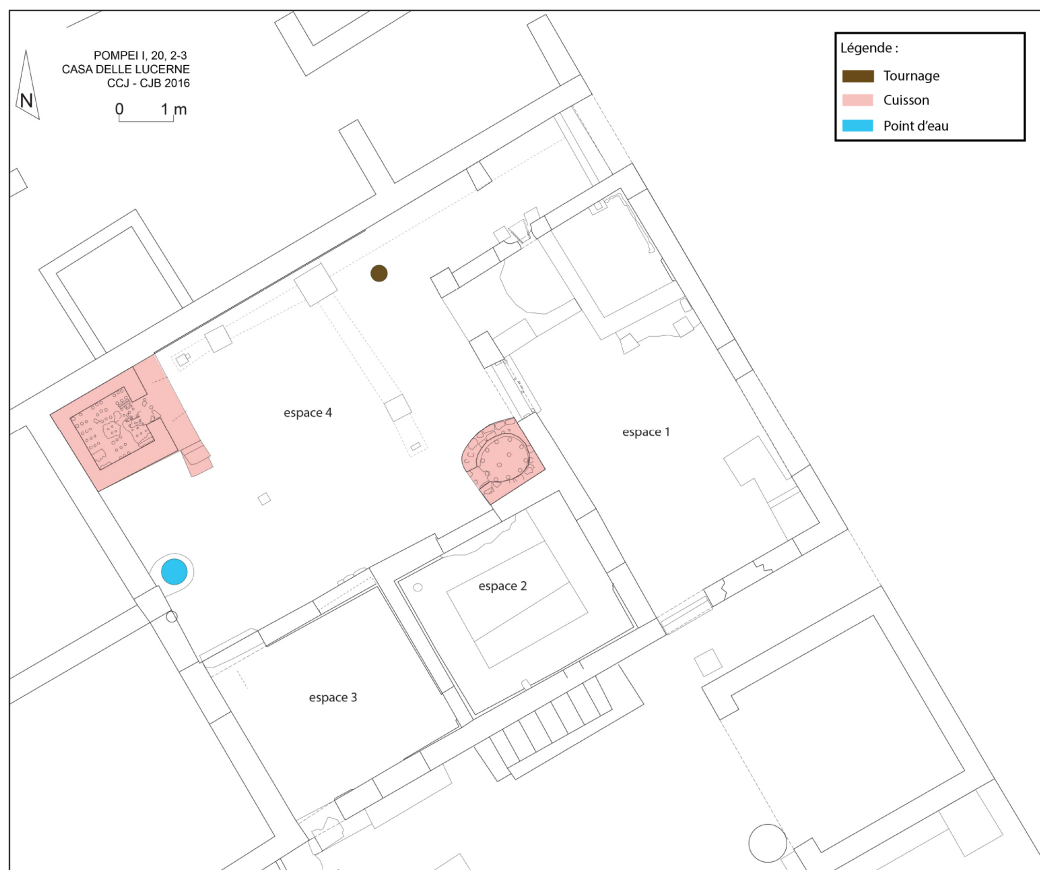 POMPEI I, 20, 2-3
CASA DELLE LUCERNE
CCJ - CJB 2016
N
0 1 m
Légende :
Tournage
Cuisson
Point d'eau
espace 4
espace 1
espace 2
espace 3